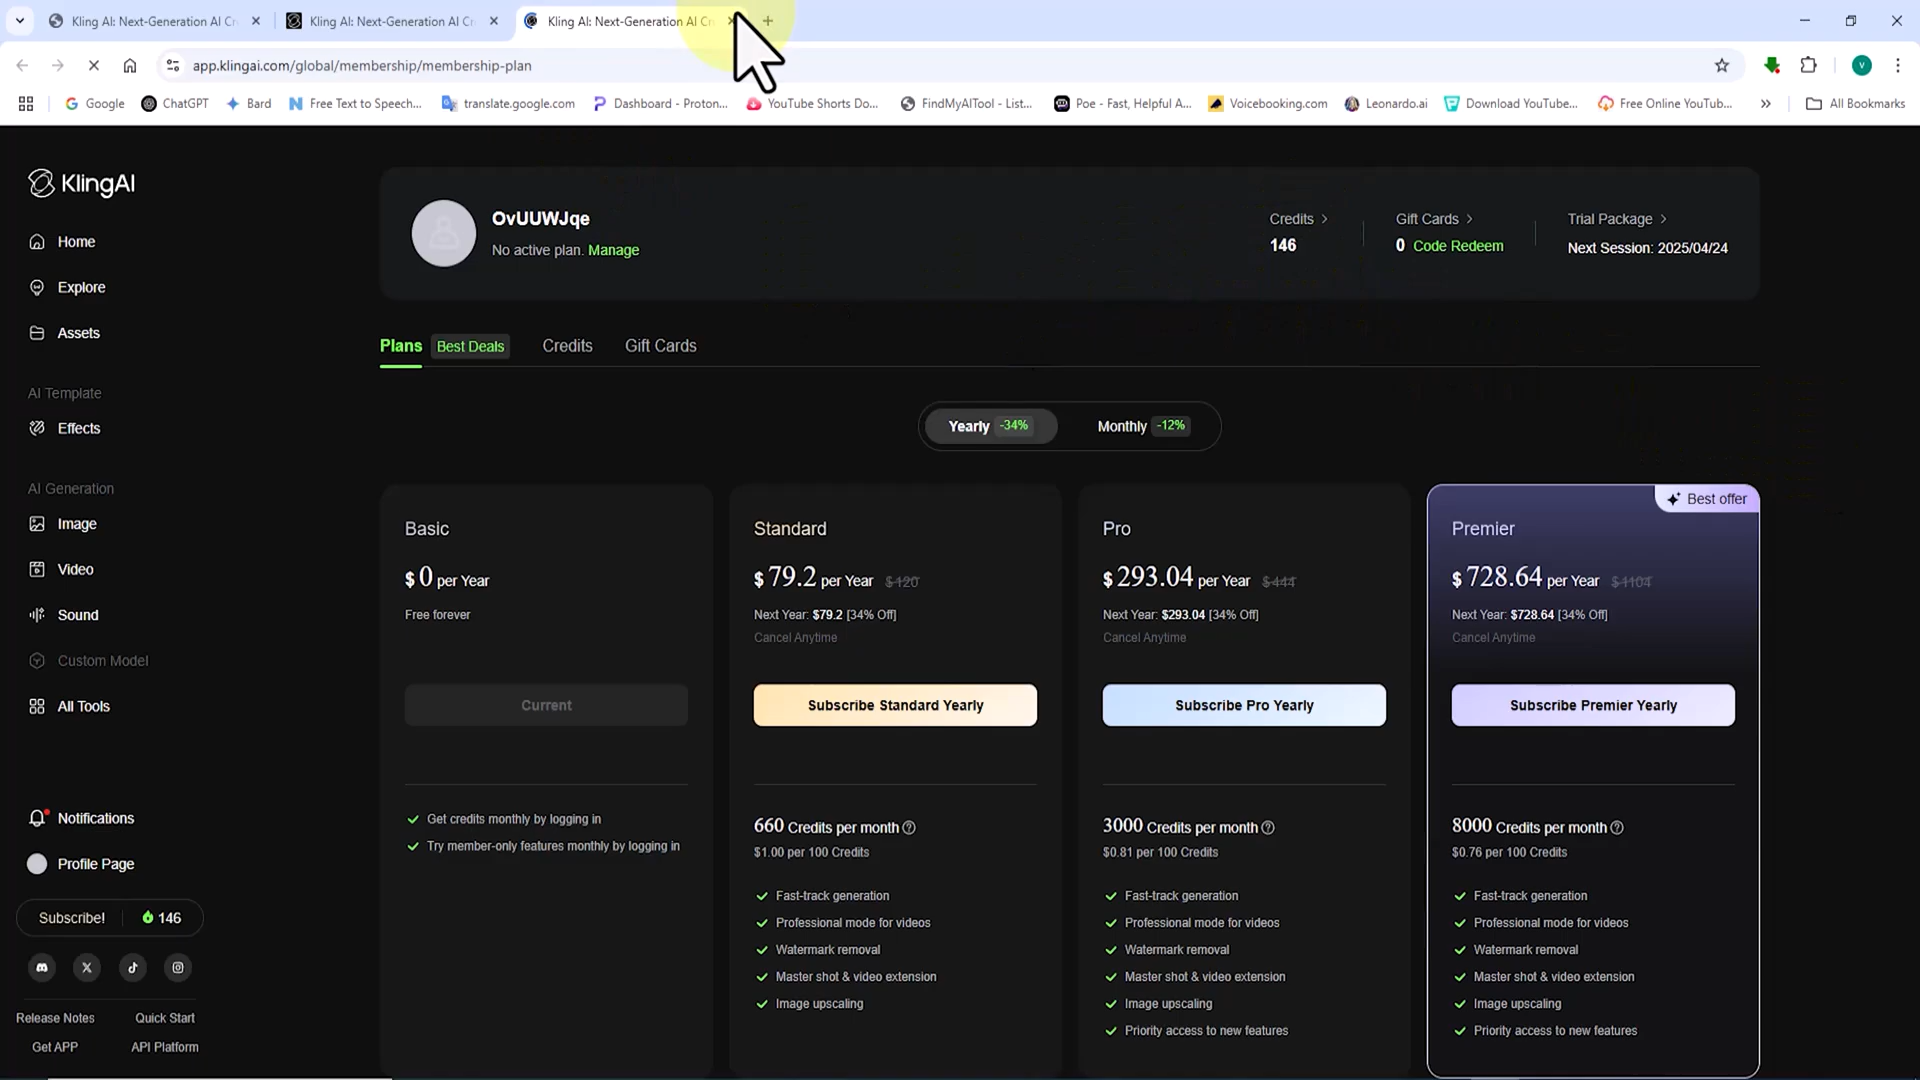 Kling AI: Next-Generation AI Cr
Kling AI: Next-Generation AI Cr
Kling AI: Next-Generation AI Cr
app.klingai.com/global/membership/membership-plan
V
Google
ChatGPT
Bard
Free Text to Speech...
translate.google.com
Dashboard - Proton...
YouTube Shorts Do...
FindMyAITool - List...
Poe - Fast, Helpful A...
Voicebooking.com
Leonardo.ai
Download YouTube...
Free Online YouTub...
All Bookmarks
KlingAI
Home
Explore
Assets
AI Template
Effects
AI Generation
Image
Video
Sound
Custom Model
All Tools
Notifications
Profile Page
Subscribe! 146
Release Notes Quick Start
Get APP API Platform
OvUUWJqe
No active plan. Manage
Credits >
146
Gift Cards >
0 Code Redeem
Trial Package >
Next Session: 2025/04/24
Plans Best Deals Credits Gift Cards
Yearly -34% Monthly -12%
Basic
$ 0 per Year
Free forever
Current
Get credits monthly by logging in
Try member-only features monthly by logging in
Standard
$ 79.2 per Year $ 120
Next Year: $79.2 [34% Off]
Cancel Anytime
Subscribe Standard Yearly
660 Credits per month
$1.00 per 100 Credits
Fast-track generation
Professional mode for videos
Watermark removal
Master shot & video extension
Image upscaling
Pro
$ 293.04 per Year $ 444
Next Year: $293.04 [34% Off]
Cancel Anytime
Subscribe Pro Yearly
3000 Credits per month
$0.81 per 100 Credits
Fast-track generation
Professional mode for videos
Watermark removal
Master shot & video extension
Image upscaling
Priority access to new features
Best offer
Premier
$ 728.64 per Year $ 1104
Next Year: $728.64 [34% Off]
Cancel Anytime
Subscribe Premier Yearly
8000 Credits per month
$0.76 per 100 Credits
Fast-track generation
Professional mode for videos
Watermark removal
Master shot & video extension
Image upscaling
Priority access to new features